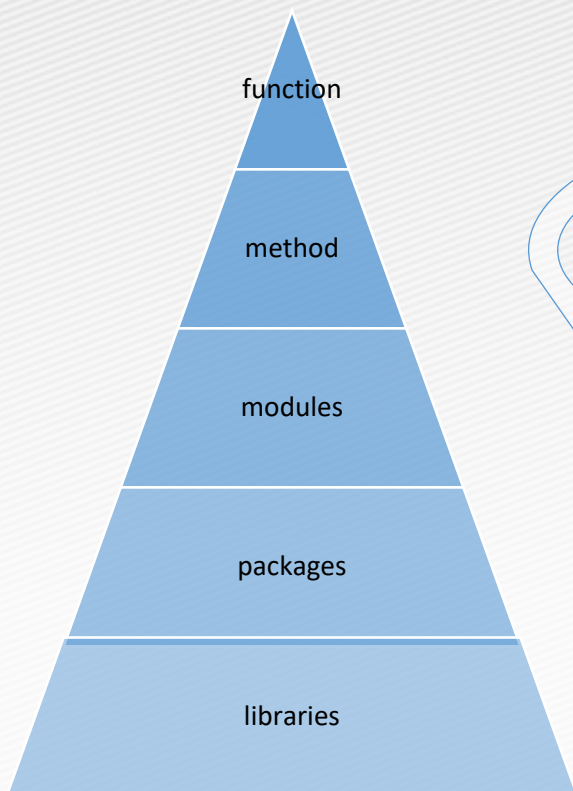 function
method
modules
packages
libraries